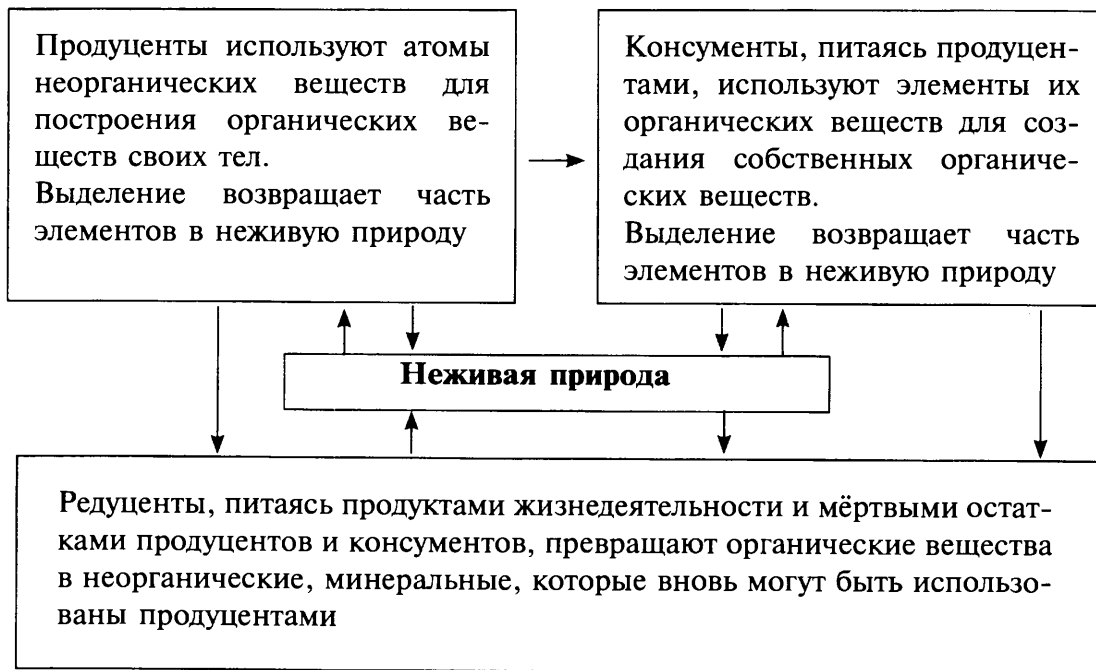 Продуценты используют атомы
неорганических веществ для
построения органических ве-
ществ своих тел.
Выделение возвращает часть
элементов в неживую природу
Консументы, питаясь продуцен-
тами, используют элементы их
органических веществ для соз-
дания собственных органиче-
ских веществ.
Выделение возвращает часть
элементов в неживую природу
Неживая природа
Редуценты, питаясь продуктами жизнедеятельности и мёртвыми остат-
ками продуцентов и консументов, превращают органические вещества
в неорганические, минеральные, которые вновь могут быть использо-
ваны продуцентами